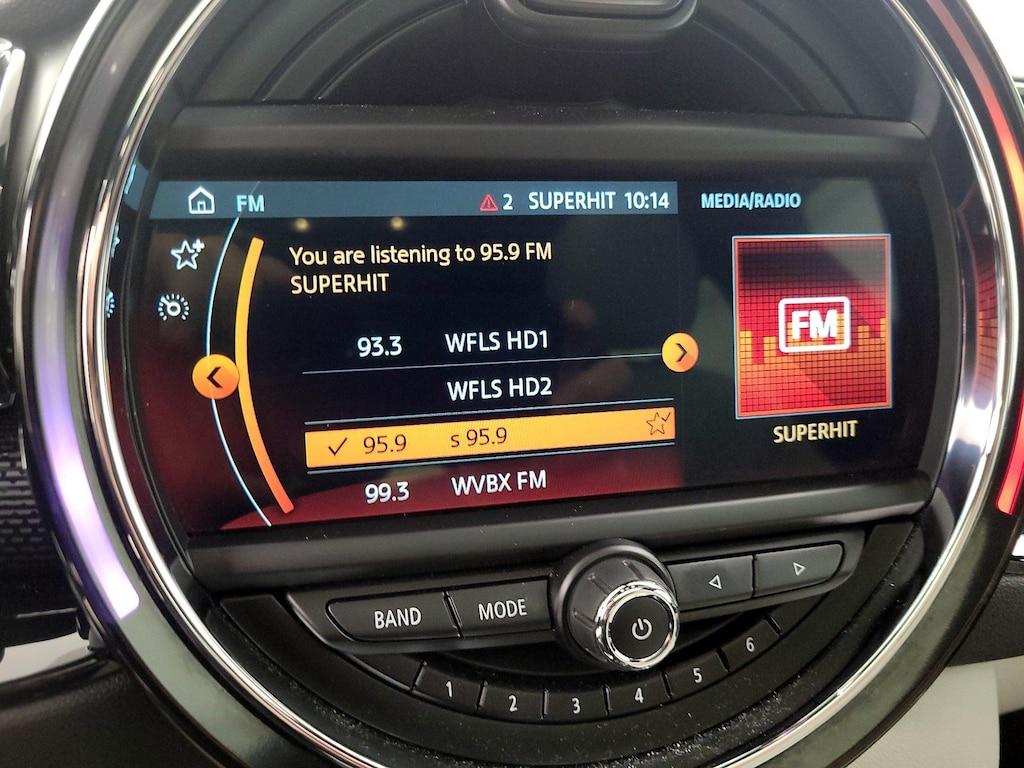 FM
2 SUPERHIT 10:14
MEDIA/RADIO
You are listening to 95.9 FM
SUPERHIT
93.3 WFLS HD1
WFLS HD2
95.9 s 95.9
99.3 WVBX FM
FM
SUPERHIT
BAND
MODE
1
2
3
4
5
6